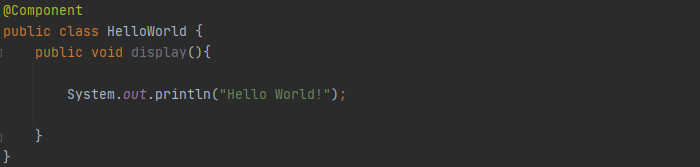 @Component
public class HelloWorld {
public void display(){
System.out.println("Hello World!");
}
}